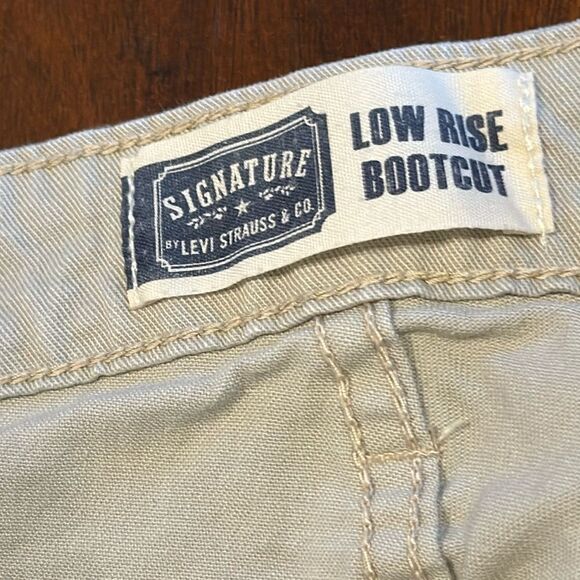 SIGNATURE
BY LEVI STRAUSS & CO.
LOW RISE
BOOTCUT